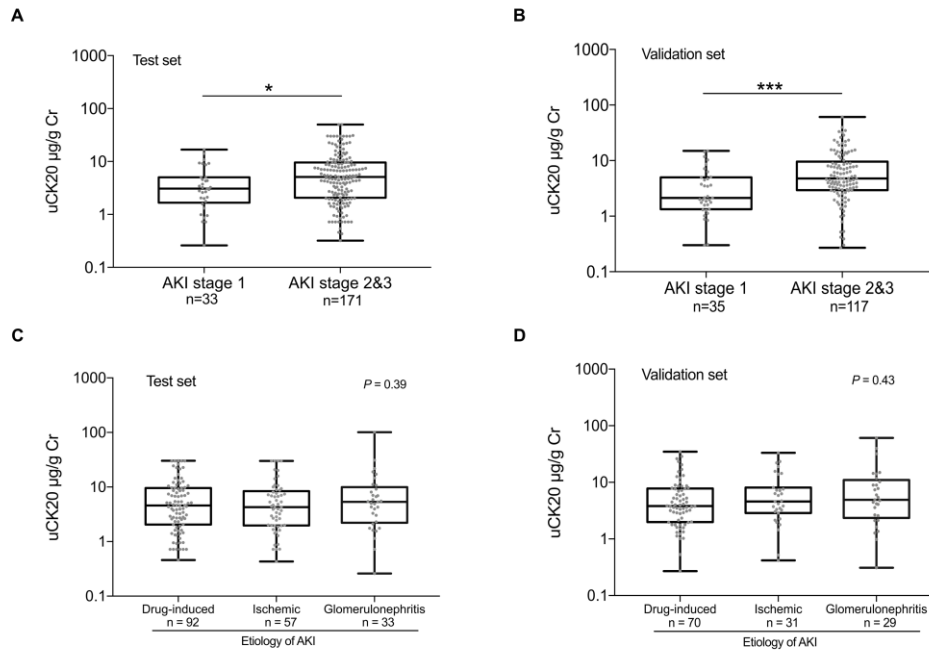 A
Test set
uCK20 µg/g Cr
1000
100
10
1
0.1
*
AKI stage 1
n=33
AKI stage 2&3
n=171
B
Validation set
uCK20 µg/g Cr
1000
100
10
1
0.1
***
AKI stage 1
n=35
AKI stage 2&3
n=117
C
Test set
P = 0.39
uCK20 µg/g Cr
1000
100
10
1
0.1
Drug-induced
n = 92
Ischemic
n = 57
Glomerulonephritis
n = 33
Etiology of AKI
D
Validation set
P = 0.43
uCK20 µg/g Cr
1000
100
10
1
0.1
Drug-induced
n = 70
Ischemic
n = 31
Glomerulonephritis
n = 29
Etiology of AKI